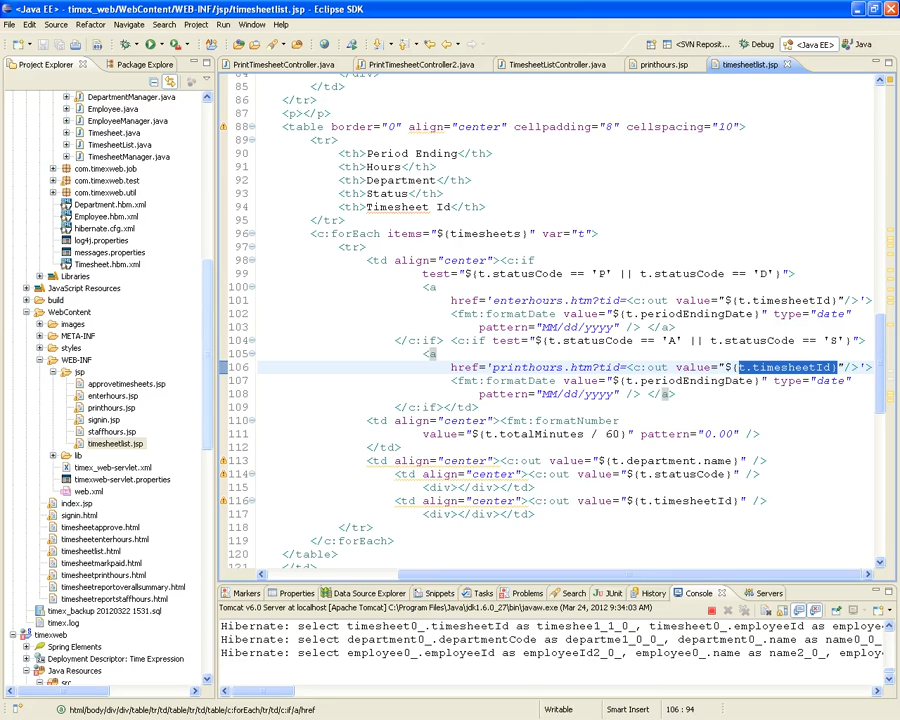 <Java EE> - timex_web/WebContent/WEB-INF/jsp/timesheetlist.jsp - Eclipse SDK
File Edit Source Refactor Navigate Search Project Run Window Help
SVN Reposit... Debug <Java EE> Java
Project Explorer Package Explorer
PrintTimesheetController.java PrintTimeSheetController2.java TimesheetListController.java printhours.jsp timesheetlist.jsp
DepartmentManager.java
Employee.java
EmployeeManager.java
Timesheet.java
TimesheetList.java
TimesheetManager.java
com.timexweb.job
com.timexweb.test
com.timexweb.util
Department.hbm.xml
Employee.hbm.xml
hibernate.cfg.xml
log4j.properties
messages.properties
Timesheet.hbm.xml
Libraries
JavaScript Resources
build
WebContent
images
META-INF
styles
WEB-INF
jsp
approvetimesheets.jsp
enterhours.jsp
printhours.jsp
signin.jsp
staffhours.jsp
timesheetlist.jsp
lib
timex_web-servlet.xml
timexweb-servlet.properties
web.xml
index.jsp
signin.html
timesheetapprove.html
timesheetenterhours.html
timesheetlist.html
timesheetmarkpaid.html
timesheetprinthours.html
timesheetreportoverallsummary.html
timesheetreportstaffhours.html
timex_backup 20120322 1531.sql
timex.log
timexweb
Spring Elements
Deployment Descriptor: Time Expression
Java Resources
src
85 </td>
86 </tr>
87 <p></p>
88 <table border="0" align="center" cellpadding="8" cellspacing="10">
89 <tr>
90 <th>Period Ending</th>
91 <th>Hours</th>
92 <th>Department</th>
93 <th>Status</th>
94 <th>Timesheet Id</th>
95 </tr>
96 <c:forEach items="${timesheets}" var="t">
97 <tr>
98 <td align="center"><c:if
99 test="${t.statusCode == 'P' || t.statusCode == 'D'}">
100 <a
101 href='enterhours.htm?tid=<c:out value="${t.timesheetId}"/>'>
102 <fmt:formatDate value="${t.periodEndingDate}" type="date"
103 pattern="MM/dd/yyyy" /> </a>
104 </c:if> <c:if test="${t.statusCode == 'A' || t.statusCode == 'S'}">
105 <a
106 href='printhours.htm?tid=<c:out value="${t.timesheetId}"/>'>
107 <fmt:formatDate value="${t.periodEndingDate}" type="date"
108 pattern="MM/dd/yyyy" /> </a>
109 </c:if></td>
110 <td align="center"><fmt:formatNumber
111 value="${t.totalMinutes / 60}" pattern="0.00" />
112 </td>
113 <td align="center"><c:out value="${t.department.name}" />
114 <td align="center"><c:out value="${t.statusCode}" />
115 <div></div></td>
116 <td align="center"><c:out value="${t.timesheetId}" />
117 <div></div></td>
118 </tr>
119 </c:forEach>
120 </table>
Markers Properties Servers Data Source Explorer Snippets Tasks Problems Search JUnit History Console Servers
Tomcat v6.0 Server at localhost [Apache Tomcat] C:\Program Files\Java\jdk1.6.0_27\bin\javaw.exe (Mar 24, 2012 9:34:03 AM)
Hibernate: select timesheet0_.timesheetId as timeshee1_1_0_, timesheet0_.employeeId as employe
Hibernate: select department0_.departmentCode as departme1_0_0_, department0_.name as name0_0_
Hibernate: select employee0_.employeeId as employeeId2_0_, employee0_.name as name2_0_, employ
html/body/div/div/table/tr/td/table/tr/td/table/c:forEach/tr/td/c:if/a/href Writable Smart Insert 106 : 94